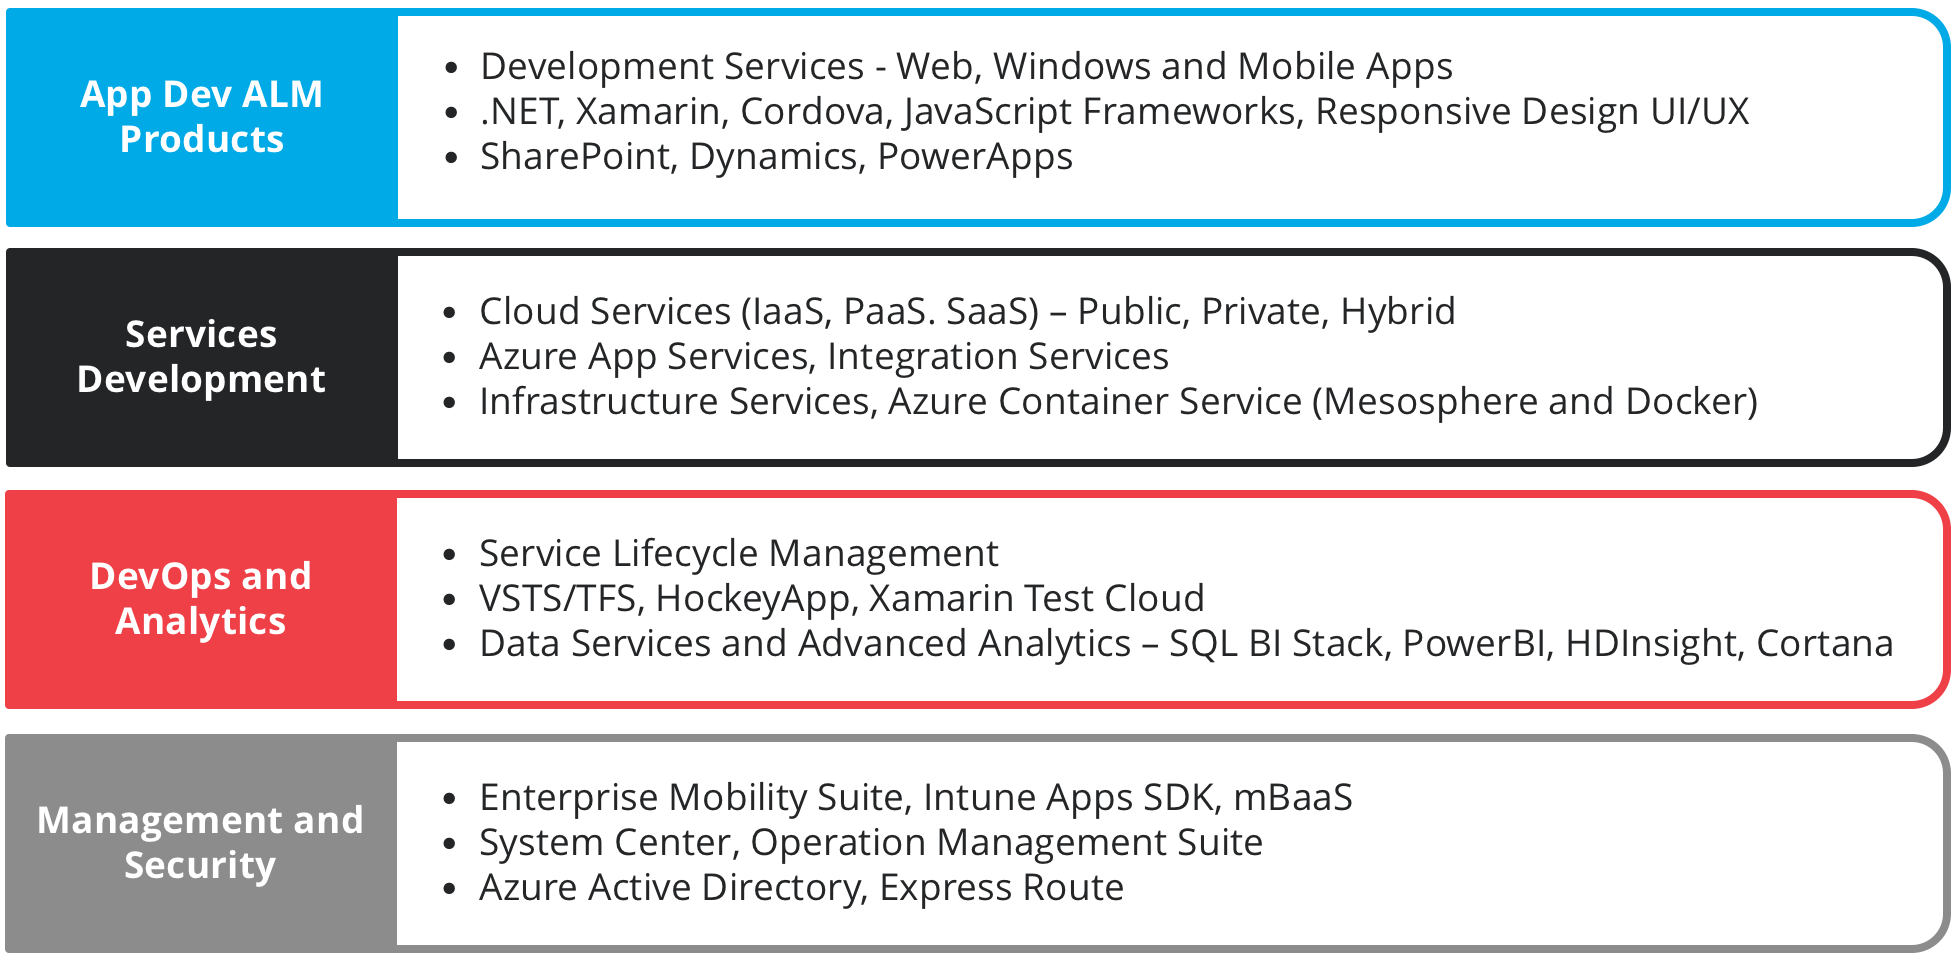 App Dev ALM
Products
• Development Services - Web, Windows and Mobile Apps
• .NET, Xamarin, Cordova, JavaScript Frameworks, Responsive Design UI/UX
• SharePoint, Dynamics, PowerApps
Services
Development
• Cloud Services (IaaS, PaaS. SaaS) – Public, Private, Hybrid
• Azure App Services, Integration Services
• Infrastructure Services, Azure Container Service (Mesosphere and Docker)
DevOps and
Analytics
• Service Lifecycle Management
• VSTS/TFS, HockeyApp, Xamarin Test Cloud
• Data Services and Advanced Analytics – SQL BI Stack, PowerBI, HDInsight, Cortana
Management and
Security
• Enterprise Mobility Suite, Intune Apps SDK, mBaaS
• System Center, Operation Management Suite
• Azure Active Directory, Express Route